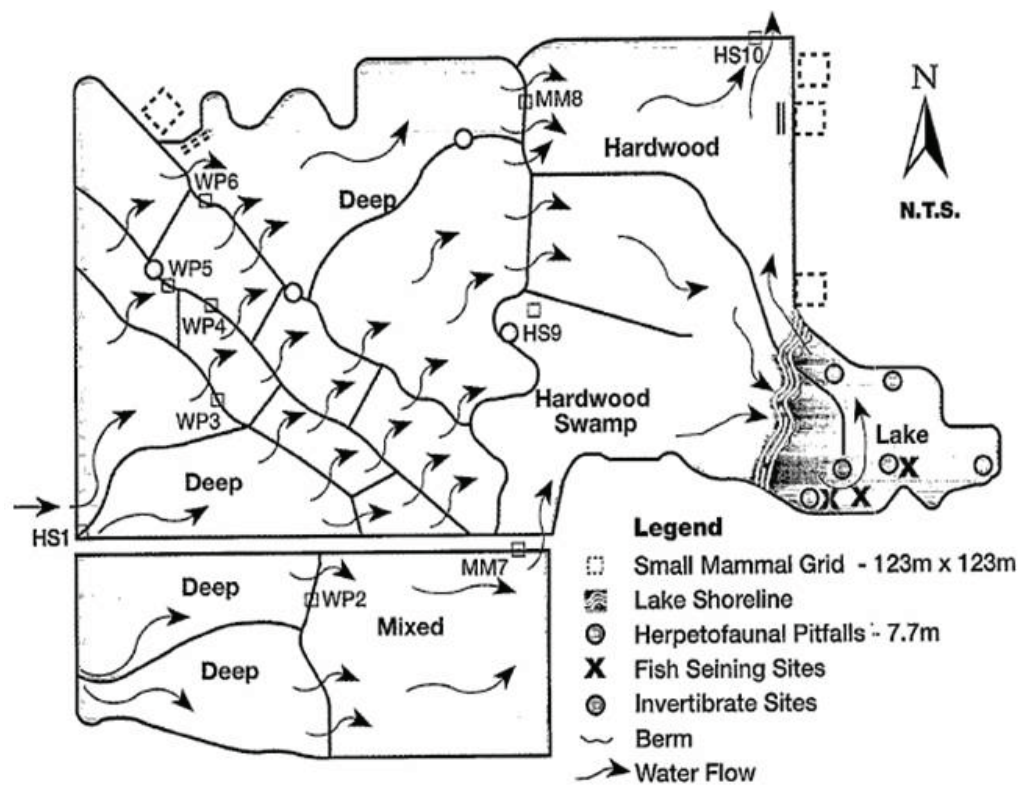 HS10
N
MM8
Hardwood
N.T.S.
WP6
Deep
WP5
WP4
HS9
WP3
Hardwood
Swamp
Lake
Deep
HS1
Legend
MM7
Small Mammal Grid - 123m x 123m
Deep
WP2
Lake Shoreline
Mixed
Herpetofaunal Pitfalls - 7.7m
Deep
Fish Seining Sites
Invertibrate Sites
Berm
Water Flow